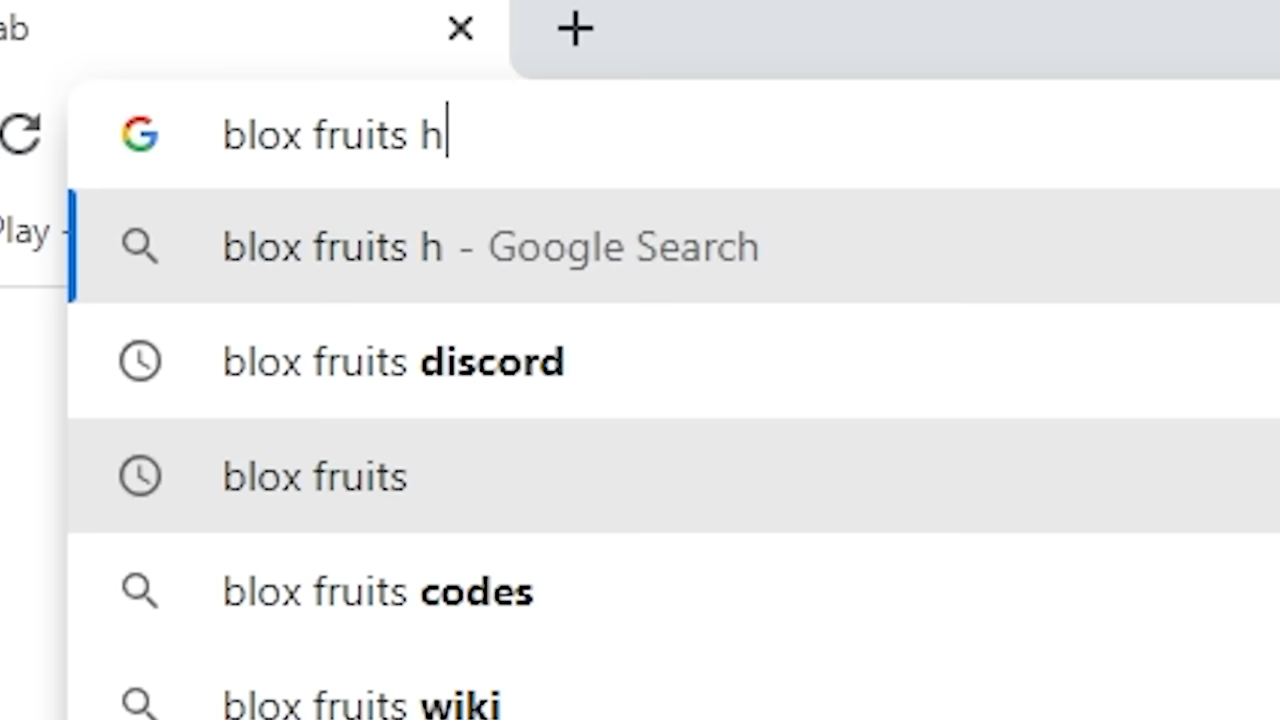 ab
blox fruits h
Play -
blox fruits h - Google Search
blox fruits discord
blox fruits
blox fruits codes
blox fruits wiki